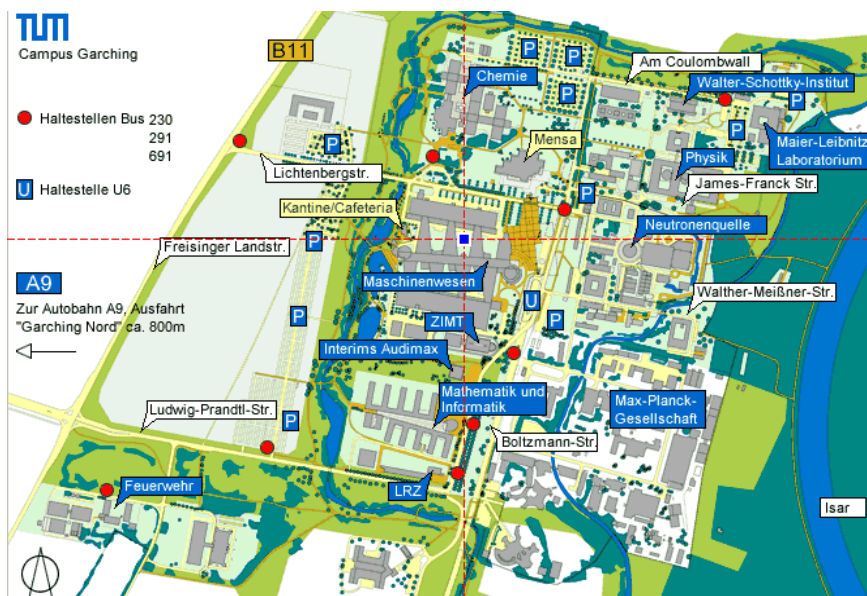 TUM
Campus Garching
B11
Haltestellen Bus 230
291
691
U Haltestelle U6
A9
Zur Autobahn A9, Ausfahrt
"Garching Nord" ca. 800m
P
P
P
Am Coulombwall
Chemie
Walter-Schottky-Institut
P
P
Mensa
Maier-Leibnitz
Laboratorium
P
Lichtenbergstr.
Physik
James-Franck Str.
P
Kantine/Cafeteria
Neutronenquelle
P
Freisinger Landstr.
Maschinenwesen
Walther-Meißner-Str.
U
P
ZIMT
P
Interims Audimax
Mathematik und
Informatik
Max-Planck-
Gesellschaft
Ludwig-Prandtl-Str.
P
Boltzmann-Str.
Feuerwehr
LRZ
Isar